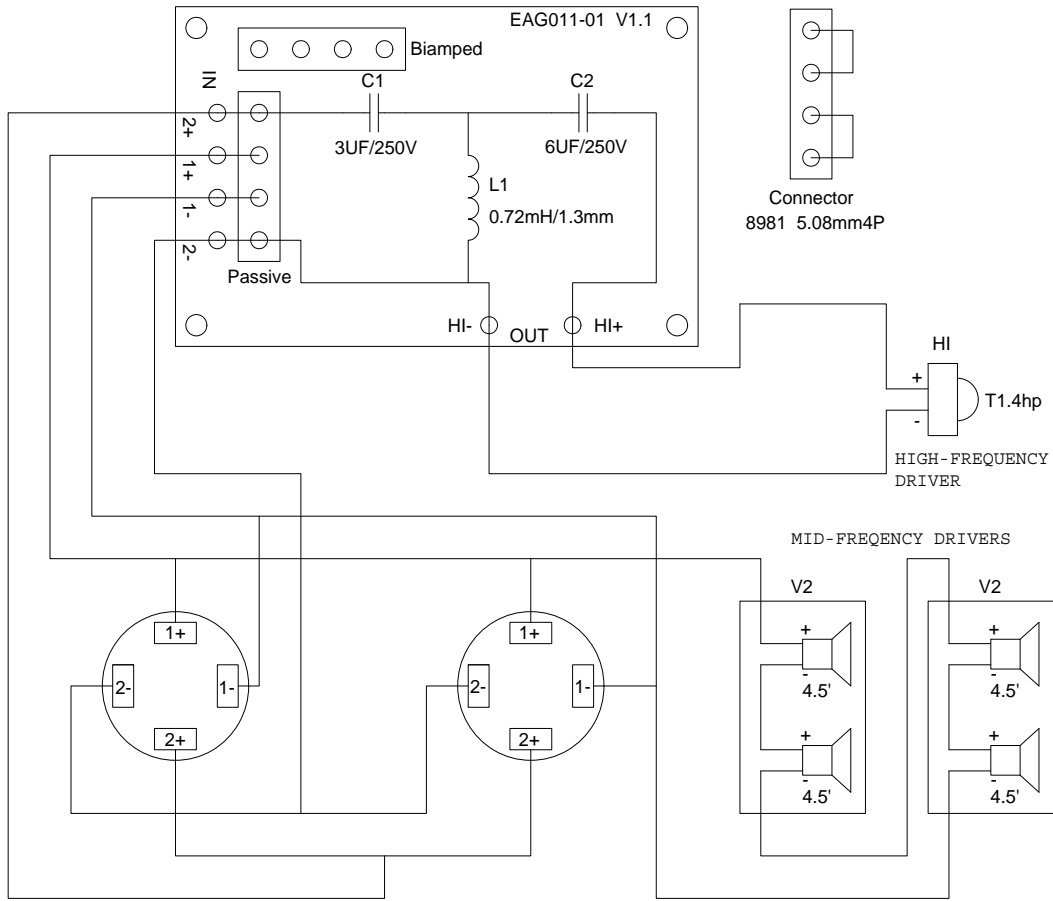 EAG011-01 V1.1
Biamped
IN
C1
C2
2+
3UF/250V
6UF/250V
1+
L1
1-
0.72mH/1.3mm
2-
Passive
HI-
OUT
HI+
Connector
8981 5.08mm4P
HI
+
T1.4hp
-
HIGH-FREQUENCY
DRIVER
MID-FREQENCY DRIVERS
V2
V2
1+
2-
1-
2+
1+
2-
1-
2+
+
-
4.5'
+
-
4.5'
+
-
4.5'
+
-
4.5'